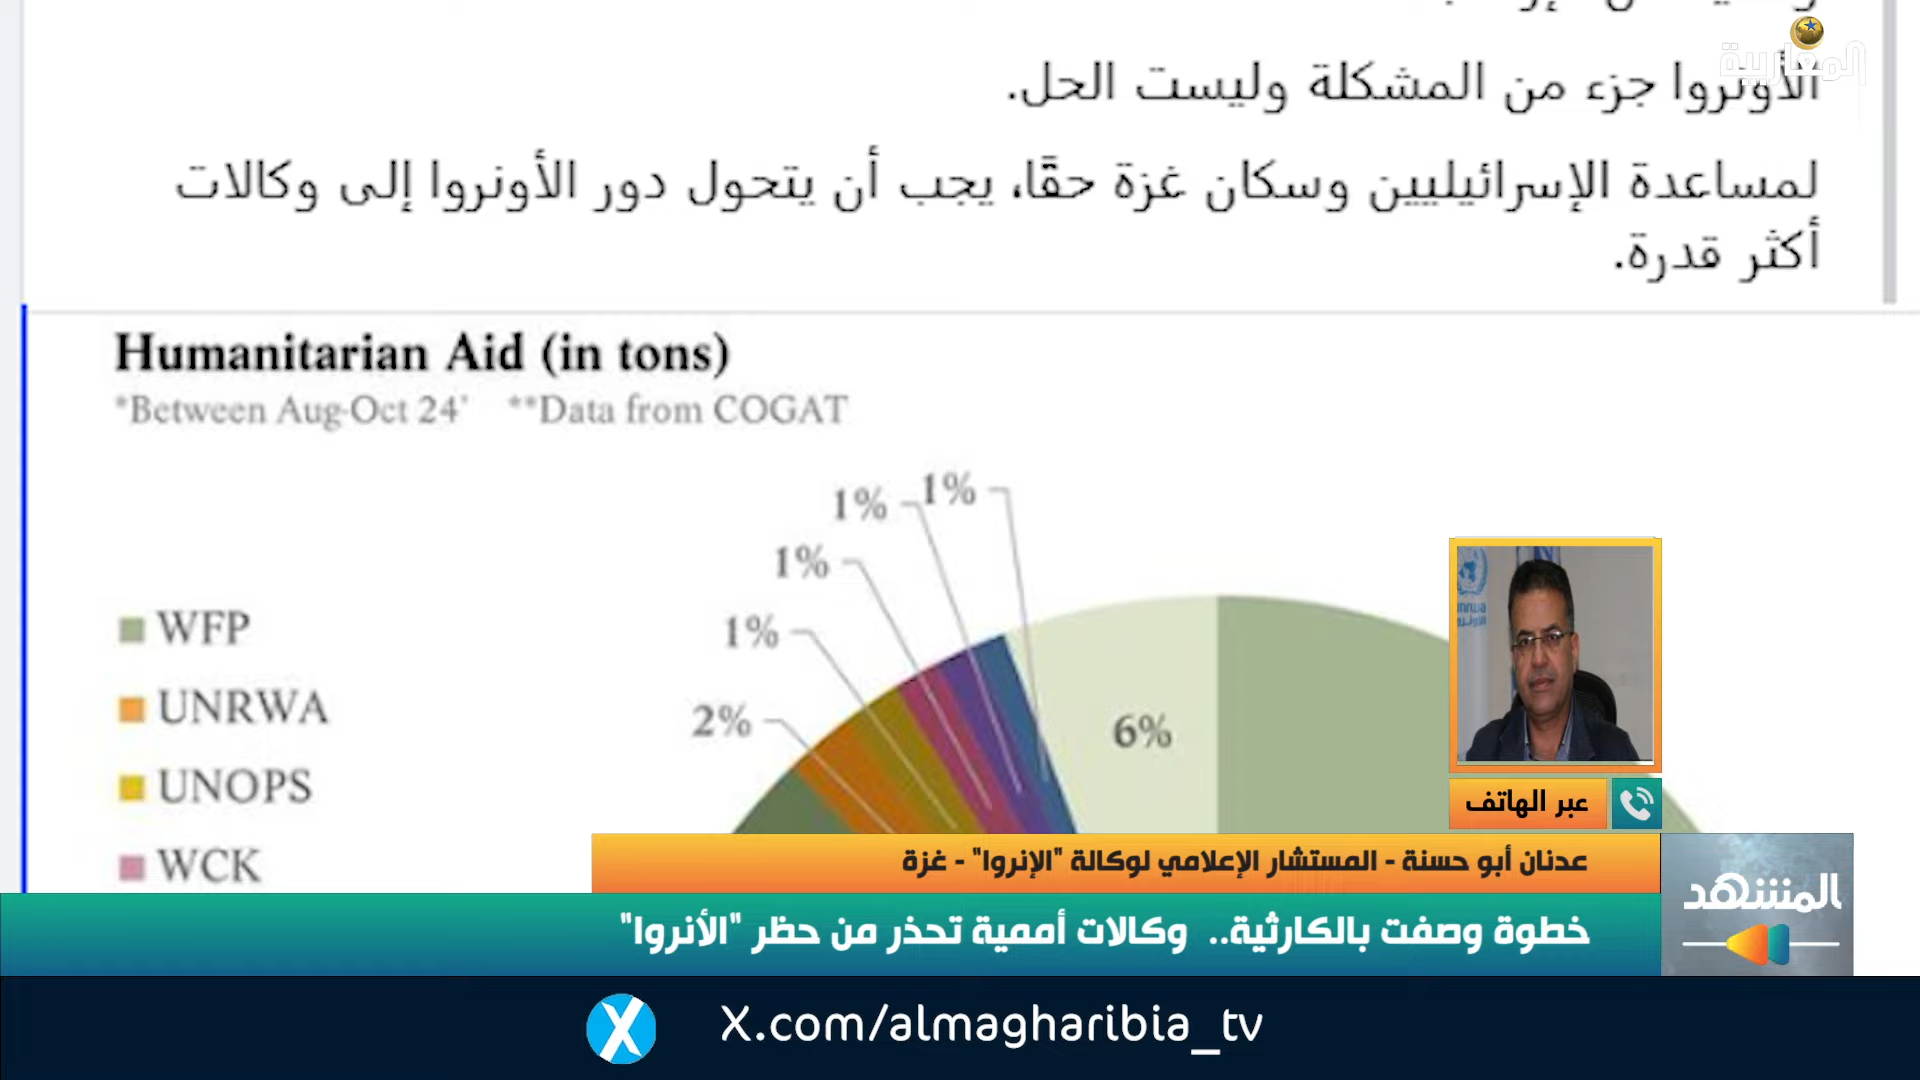 المغاربية
الأونروا جزء من المشكلة وليست الحل.
لمساعدة الإسرائيليين وسكان غزة حقًا، يجب أن يتحول دور الأونروا إلى وكالات
أكثر قدرة.
Humanitarian Aid (in tons)
*Between Aug-Oct 24' **Data from COGAT
1%
1%
1%
1%
2%
6%
WFP
UNRWA
UNOPS
WCK
unrwa
عبر الهاتف
عدنان أبو حسنة - المستشار الإعلامي لوكالة "الإنروا" - غزة
المشهد
خطوة وصفت بالكارثية.. وكالات أممية تحذر من حظر "الأنروا"
X.com/almagharibia_tv